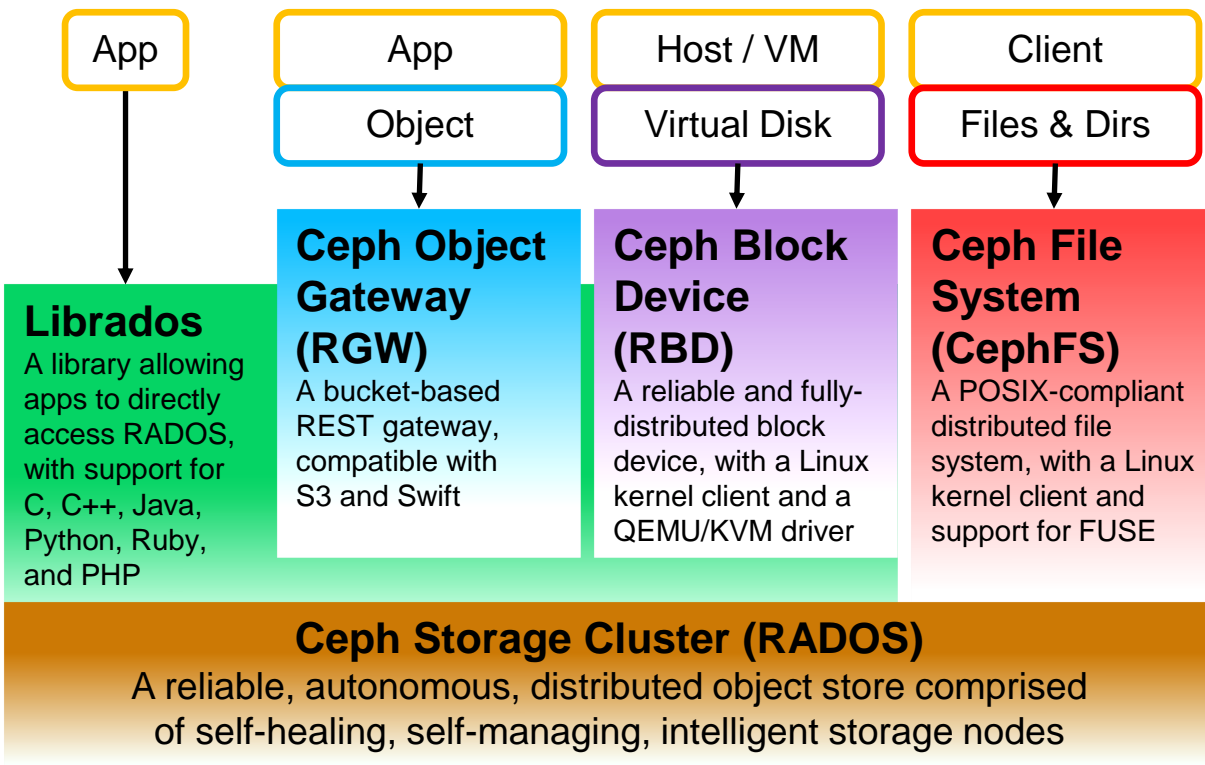 App
App
Host / VM
Client
Object
Virtual Disk
Files & Dirs
Librados
A library allowing
apps to directly
access RADOS,
with support for
C, C++, Java,
Python, Ruby,
and PHP
Ceph Object
Gateway
(RGW)
A bucket-based
REST gateway,
compatible with
S3 and Swift
Ceph Block
Device
(RBD)
A reliable and fully-
distributed block
device, with a Linux
kernel client and a
QEMU/KVM driver
Ceph File
System
(CephFS)
A POSIX-compliant
distributed file
system, with a Linux
kernel client and
support for FUSE
Ceph Storage Cluster (RADOS)
A reliable, autonomous, distributed object store comprised
of self-healing, self-managing, intelligent storage nodes